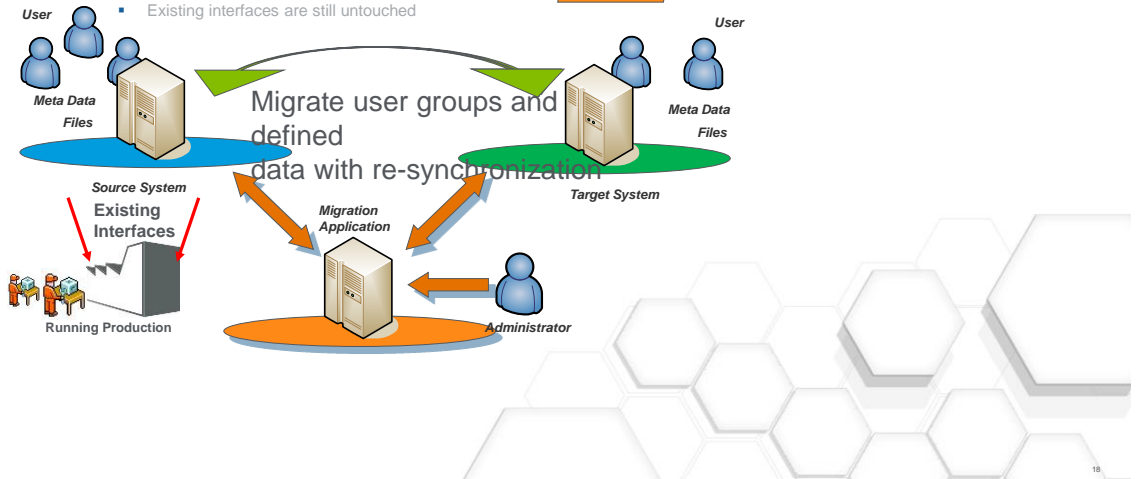 Existing interfaces are still untouched
User
User
Meta Data
Files
Migrate user groups and
defined
data with re-synchronization
Meta Data
Files
Source System
Target System
Existing
Interfaces
Migration
Application
Running Production
Administrator
18